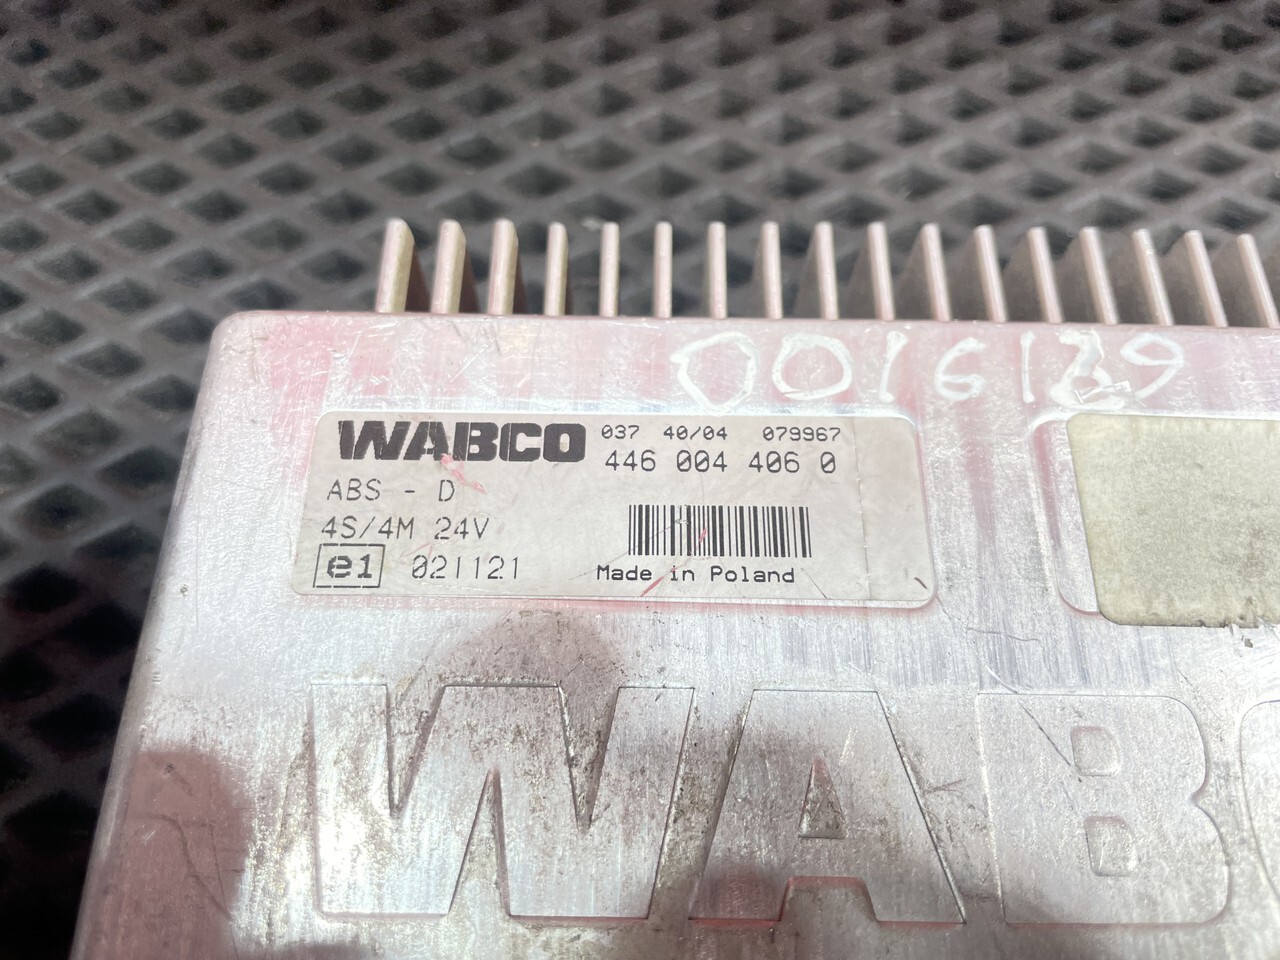 0016129
WABCO 037 40/04 079967
446 004 406 0
ABS - D
4S/4M 24V
e1 021121
Made in Poland
WABC